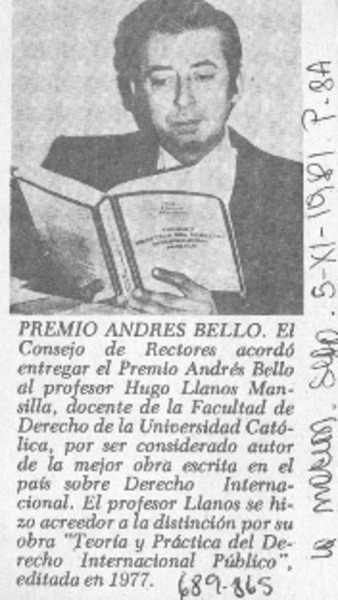 PREMIO ANDRES BELLO. El
Consejo de Rectores acordó
entregar el Premio Andrés Bello
al profesor Hugo Llanos Man-
silla, docente de la Facultad de
Derecho de la Universidad Cató-
lica, por ser considerado autor
de la mejor obra escrita en el
país sobre Derecho Interna-
cional. El profesor Llanos se hi-
zo acreedor a la distinción por su
obra "Teoría y Práctica del De-
recho Internacional Público",
editada en 1977.
689-865
La Nación, Stgo. 5-XI-1981 P. 8A